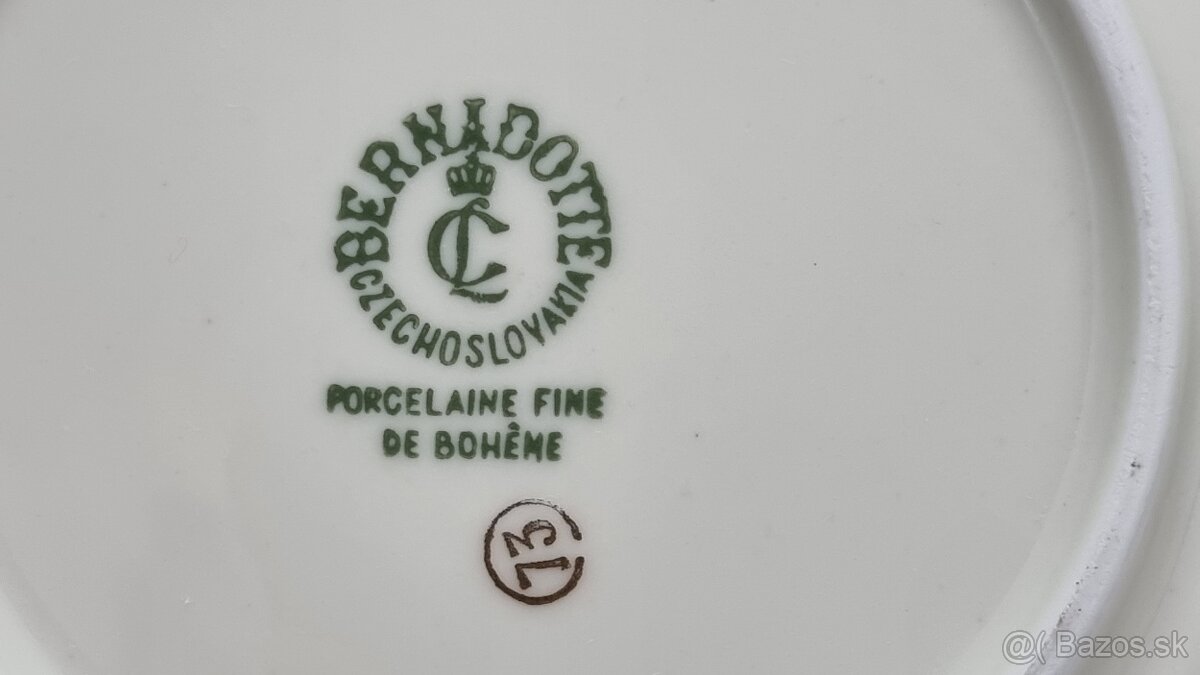 BERNADOTTE
CL
CZECHOSLOVAKIA
PORCELAINE FINE
DE BOHÊME
13
@( Bazos.sk